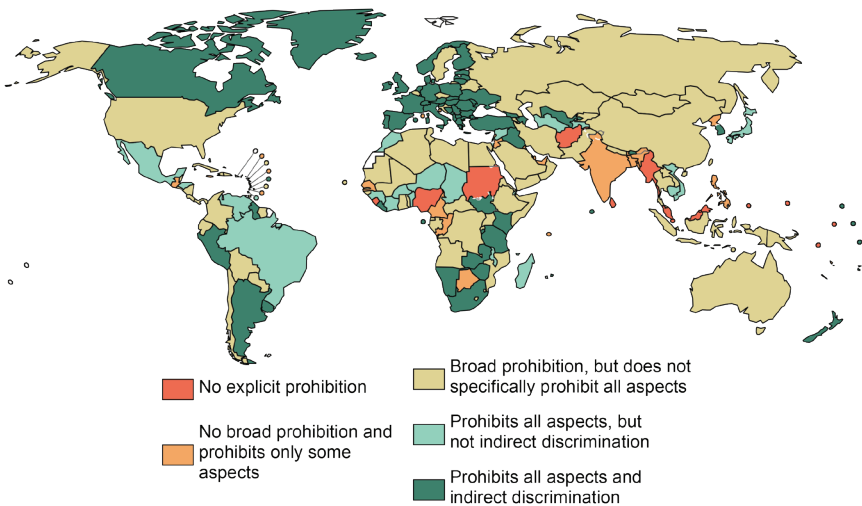 No explicit prohibition
No broad prohibition and
prohibits only some
aspects
Broad prohibition, but does not
specifically prohibit all aspects
Prohibits all aspects, but
not indirect discrimination
Prohibits all aspects and
indirect discrimination